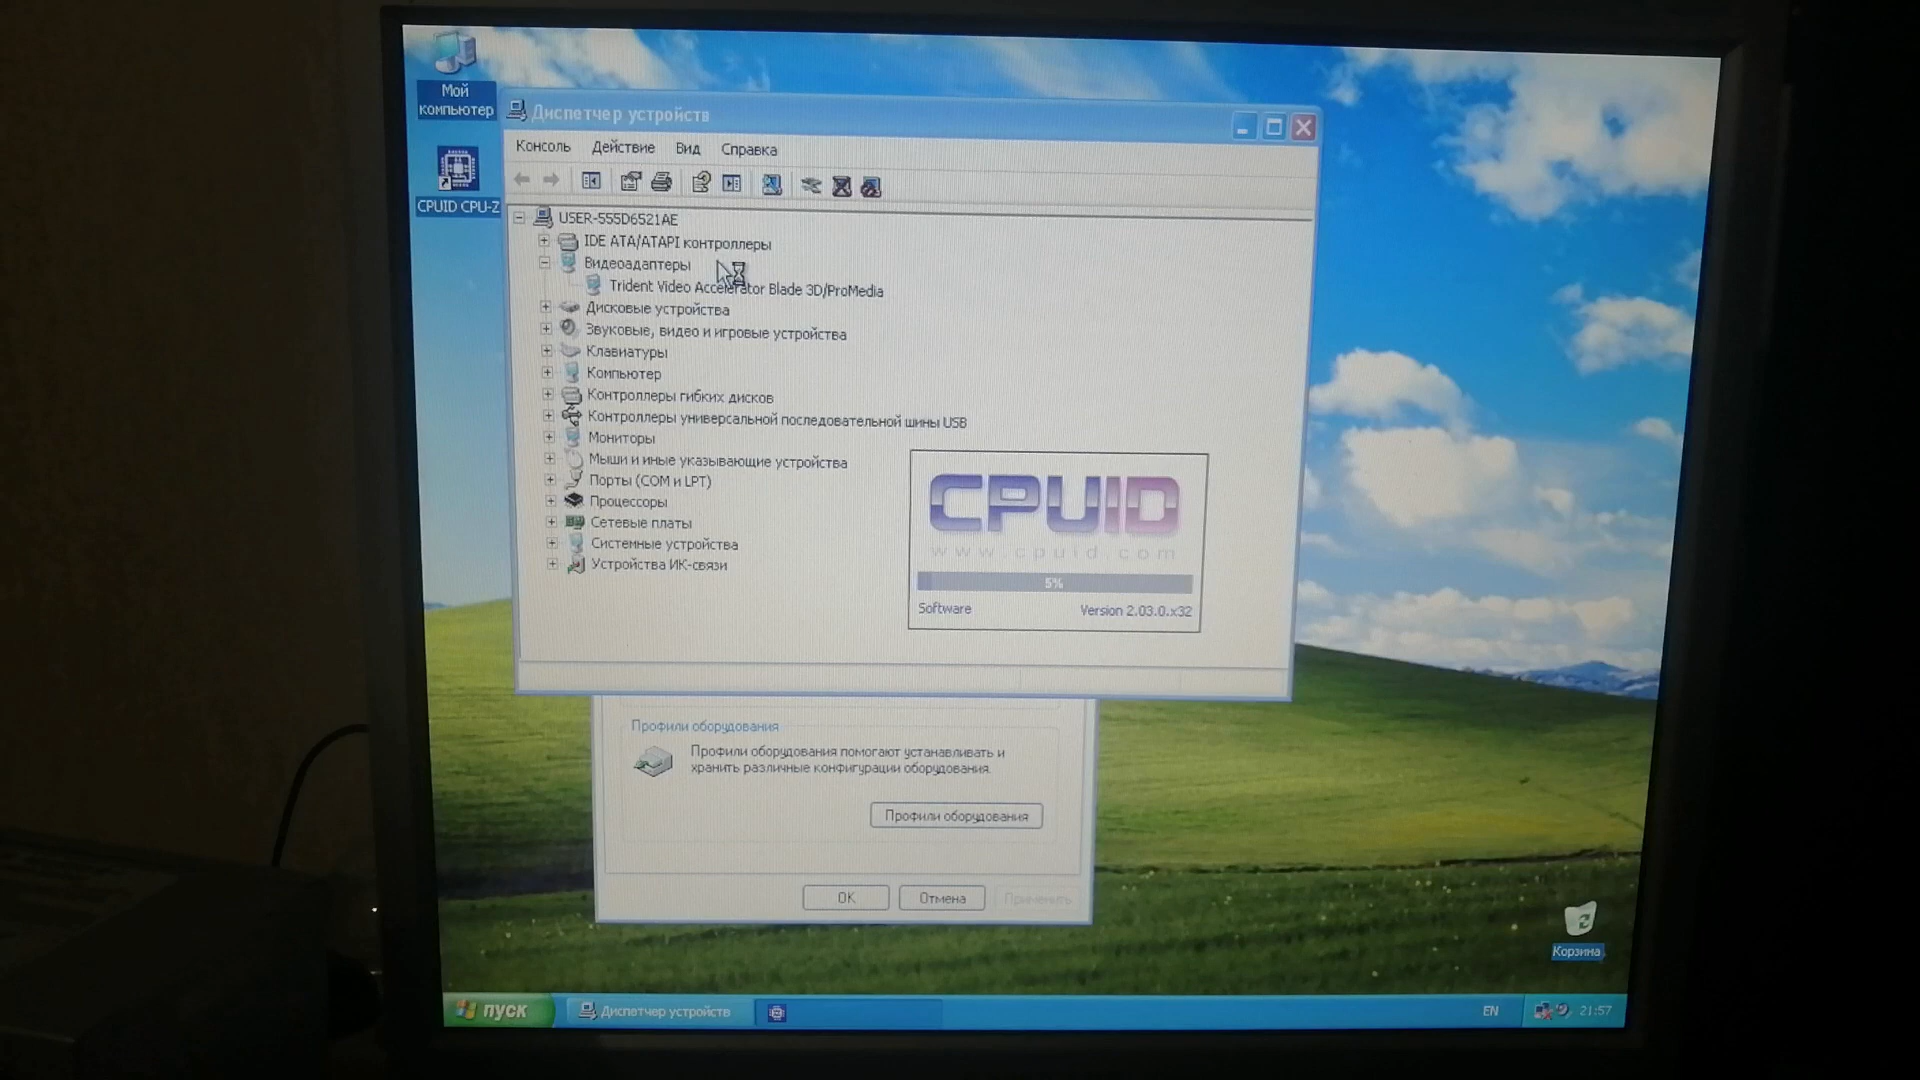 Мой
компьютер
CPUID CPU-Z
Диспетчер устройств
Консоль Действие Вид Справка
USER-555D6521AE
IDE ATA/ATAPI контроллеры
Видеоадаптеры
Trident Video Accelerator Blade 3D/ProMedia
Дисковые устройства
Звуковые, видео и игровые устройства
Клавиатуры
Компьютер
Контроллеры гибких дисков
Контроллеры универсальной последовательной шины USB
Мониторы
Мыши и иные указывающие устройства
Порты (COM и LPT)
Процессоры
Сетевые платы
Системные устройства
Устройства ИК-связи
CPUID
www.cpuid.com
5%
Software Version 2.03.0.x32
Профили оборудования
Профили оборудования помогают устанавливать и
хранить различные конфигурации оборудования.
Профили оборудования
OK Отмена Применить
Корзина
пуск Диспетчер устройств EN 21:57